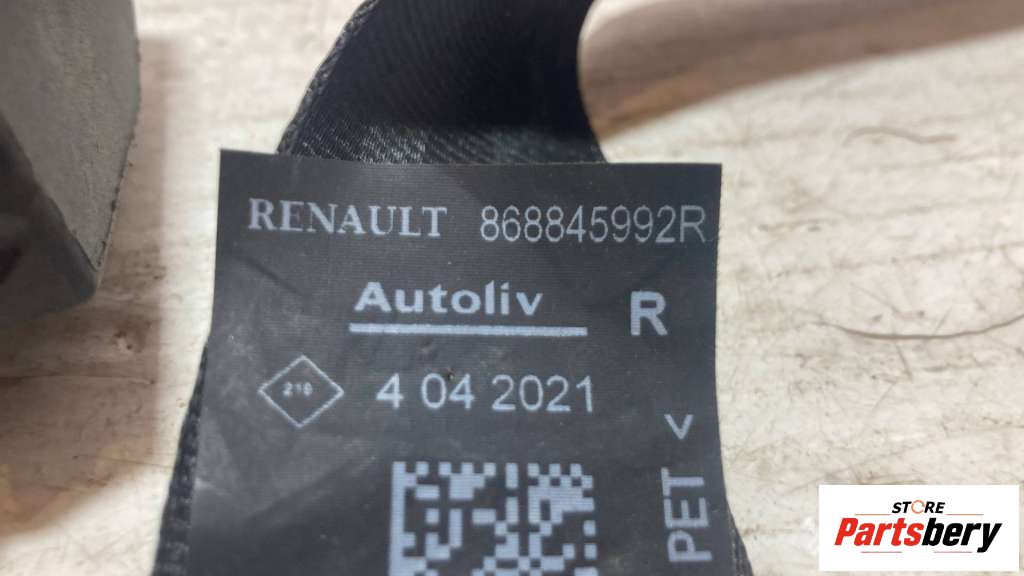 RENAULT 868845992R
Autoliv R
210 4 04 2021
PET <
STORE
Partsbery